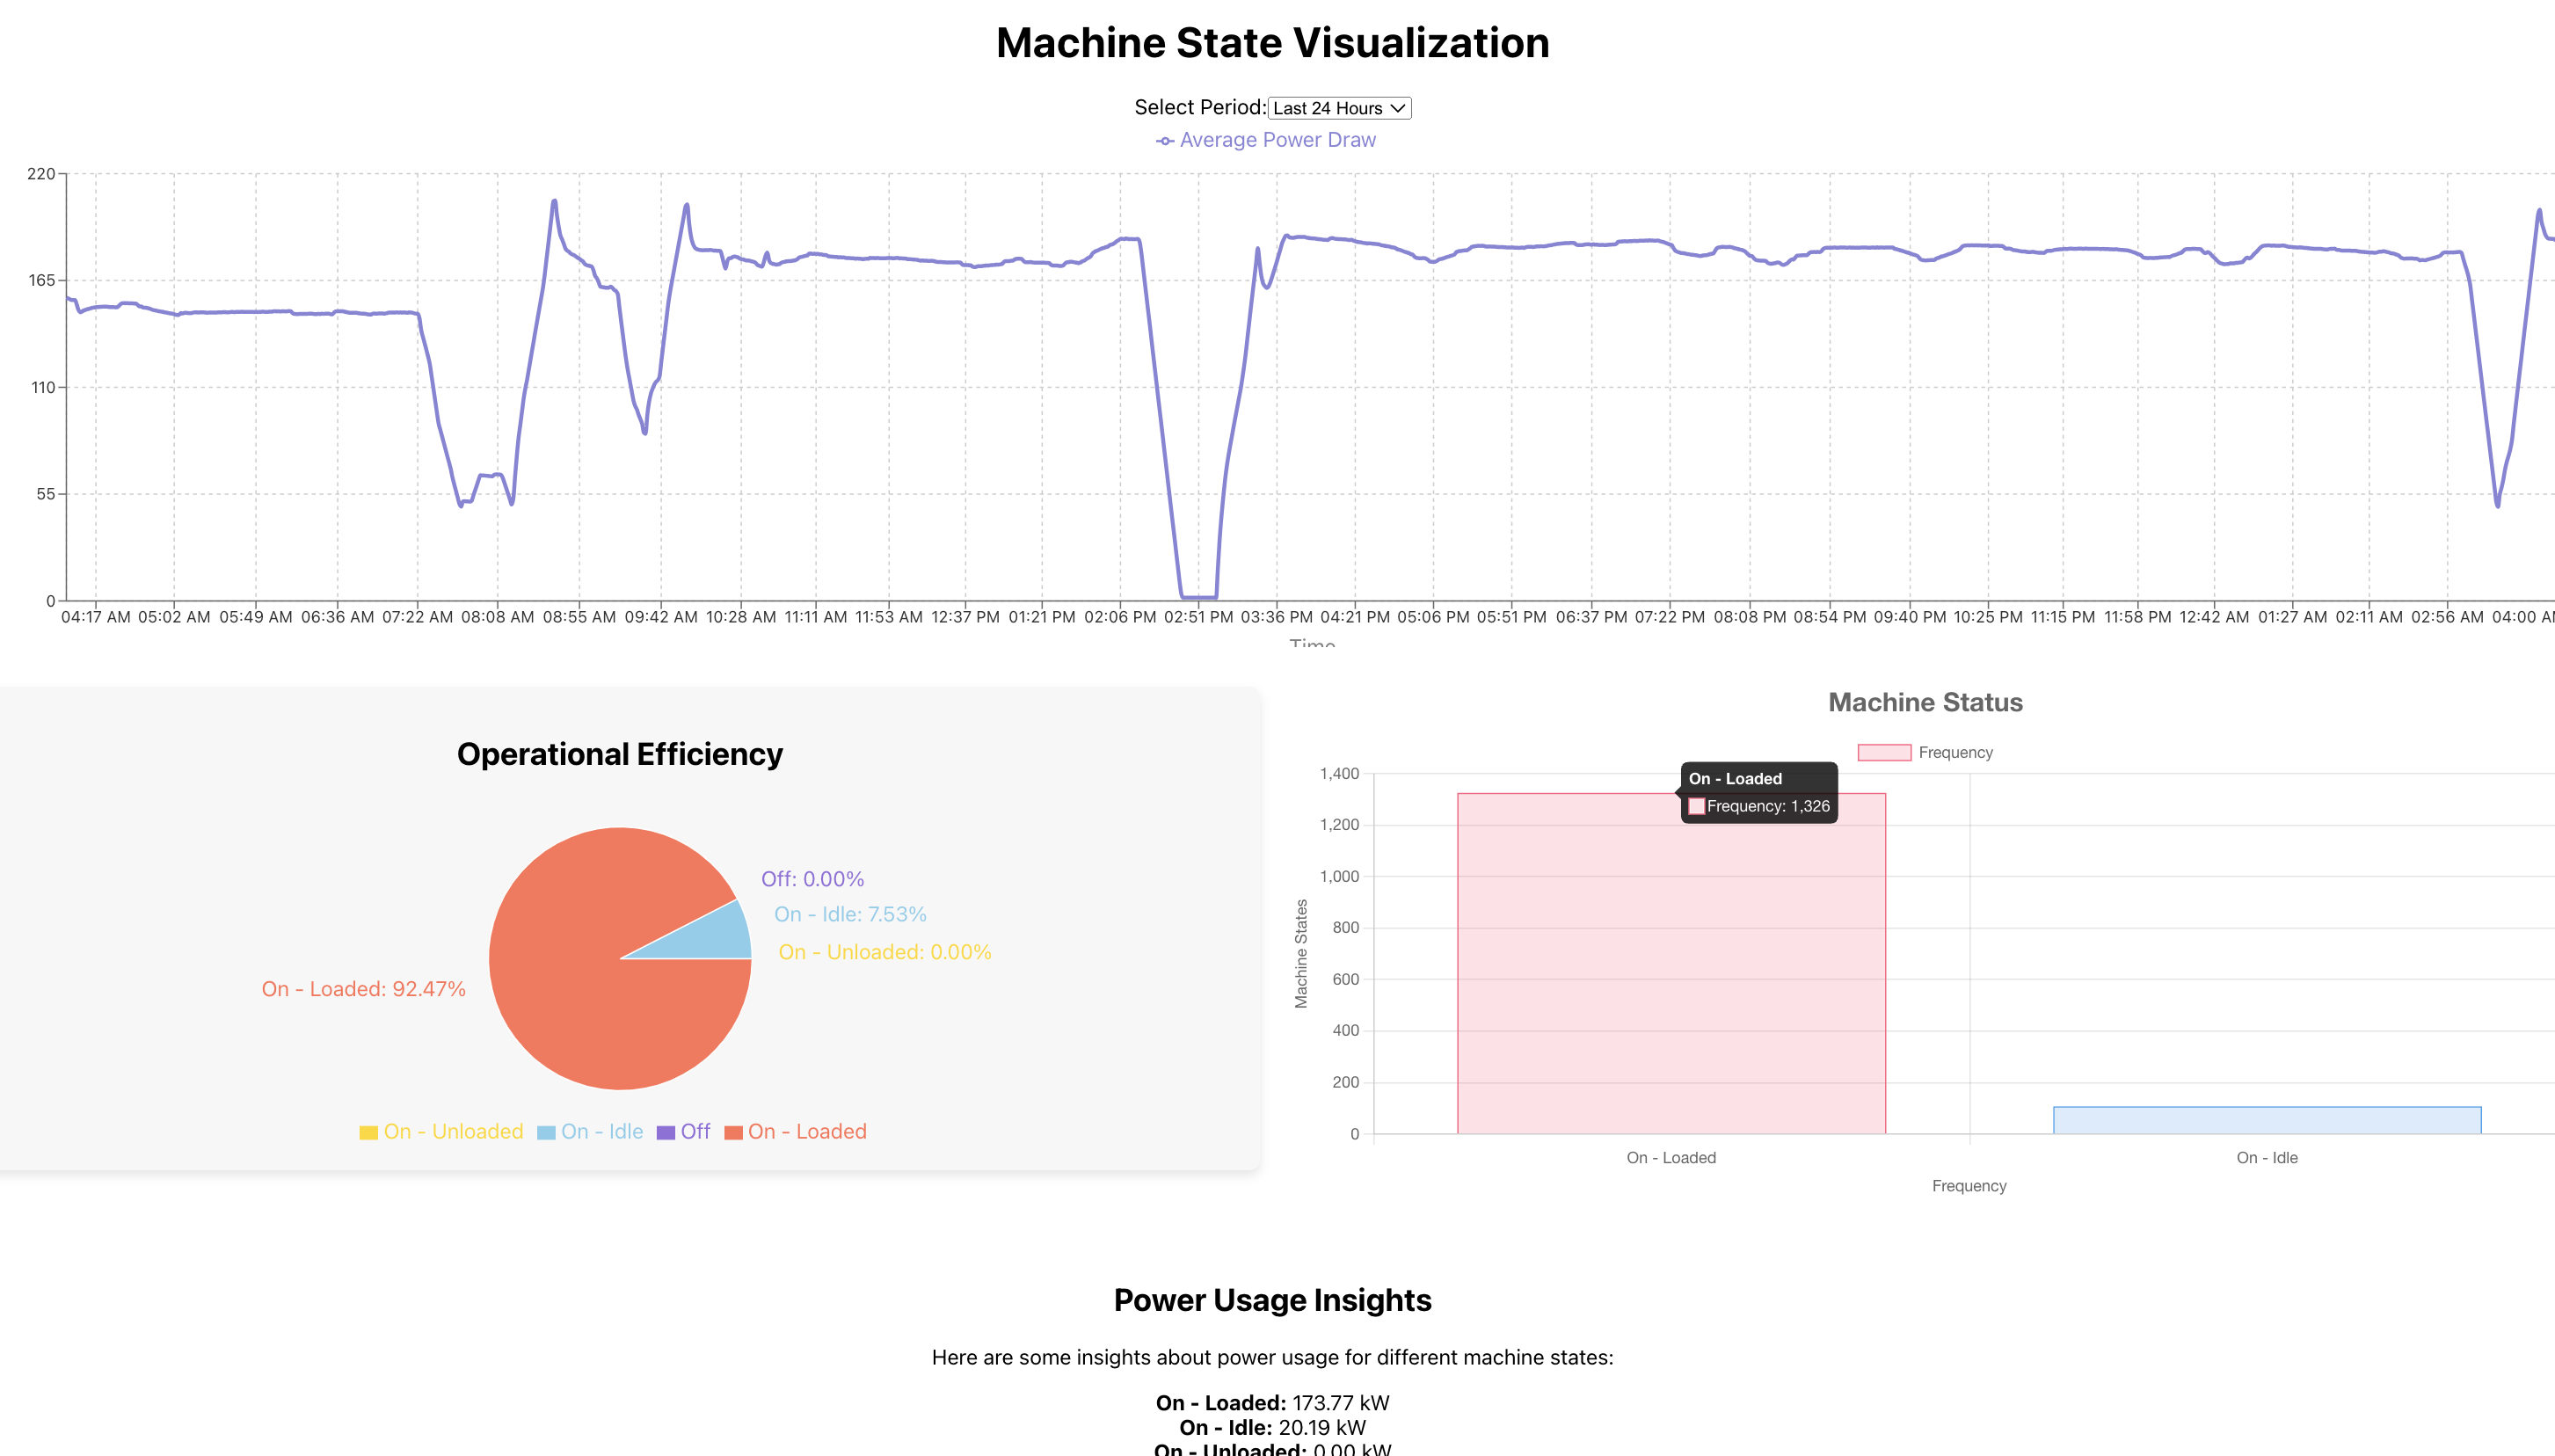 Machine State Visualization
Select Period: Last 24 Hours
Average Power Draw
220
165
110
55
0
04:17 AM 05:02 AM 05:49 AM 06:36 AM 07:22 AM 08:08 AM 08:55 AM 09:42 AM 10:28 AM 11:11 AM 11:53 AM 12:37 PM 01:21 PM 02:06 PM 02:51 PM 03:36 PM 04:21 PM 05:06 PM 05:51 PM 06:37 PM 07:22 PM 08:08 PM 08:54 PM 09:40 PM 10:25 PM 11:15 PM 11:58 PM 12:42 AM 01:27 AM 02:11 AM 02:56 AM 04:00 AM
Time
Operational Efficiency
Off: 0.00%
On - Idle: 7.53%
On - Unloaded: 0.00%
On - Loaded: 92.47%
On - Unloaded On - Idle Off On - Loaded
Machine Status
Frequency
On - Loaded
Frequency: 1,326
1,400
1,200
1,000
800
600
400
200
0
Machine States
On - Loaded On - Idle
Frequency
Power Usage Insights
Here are some insights about power usage for different machine states:
On - Loaded: 173.77 kW
On - Idle: 20.19 kW
On - Unloaded: 0.00 kW